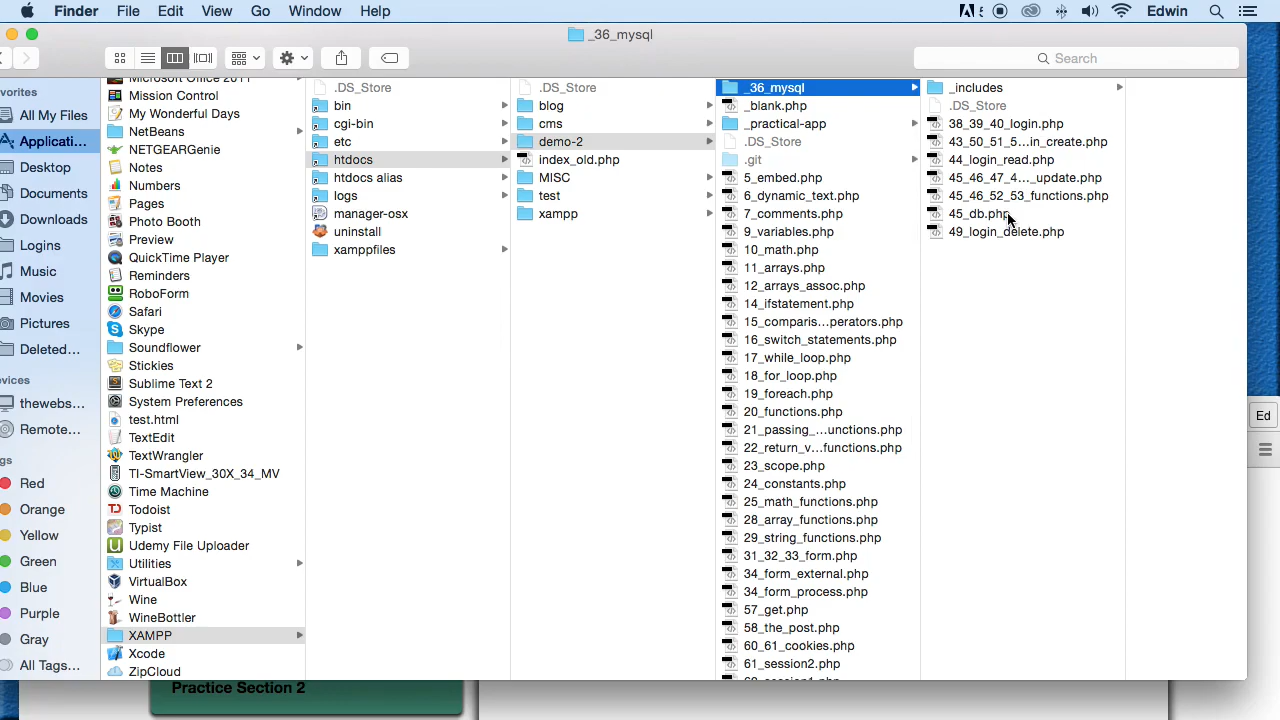 Finder File Edit View Go Window Help Edwin
_36_mysql
Search
vorites
All My Files
Applicati...
Desktop
Documents
Downloads
Logins
Music
Movies
Pictures
Deleted...
evices
thewebs...
Remote...
gs
Red
Orange
Yellow
Green
Blue
Purple
Gray
All Tags...
Microsoft Office 2011
Mission Control
My Wonderful Days
NetBeans
NETGEARGenie
Notes
Numbers
Pages
Photo Booth
Preview
QuickTime Player
Reminders
RoboForm
Safari
Skype
Soundflower
Stickies
Sublime Text 2
System Preferences
test.html
TextEdit
TextWrangler
TI-SmartView_30X_34_MV
Time Machine
Todoist
Typist
Udemy File Uploader
Utilities
VirtualBox
Wine
WineBottler
XAMPP
Xcode
ZipCloud
.DS_Store
bin
cgi-bin
etc
htdocs
htdocs alias
logs
manager-osx
uninstall
xamppfiles
.DS_Store
blog
cms
demo-2
index_old.php
MISC
test
xampp
_36_mysql
_blank.php
_practical-app
.DS_Store
.git
5_embed.php
6_dynamic_text.php
7_comments.php
9_variables.php
10_math.php
11_arrays.php
12_arrays_assoc.php
14_ifstatement.php
15_comparis...perators.php
16_switch_statements.php
17_while_loop.php
18_for_loop.php
19_foreach.php
20_functions.php
21_passing_...unctions.php
22_return_v...functions.php
23_scope.php
24_constants.php
25_math_functions.php
28_array_functions.php
29_string_functions.php
31_32_33_form.php
34_form_external.php
34_form_process.php
57_get.php
58_the_post.php
60_61_cookies.php
61_session2.php
_includes
.DS_Store
38_39_40_login.php
43_50_51_5...in_create.php
44_login_read.php
45_46_47_4..._update.php
45_46_52_53_functions.php
45_db.php
49_login_delete.php
Ed
Practice Section 2